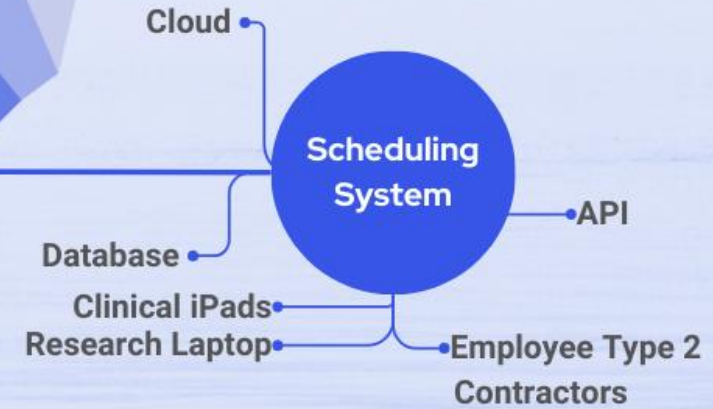 Cloud
Scheduling
System
API
Database
Clinical iPads
Research Laptop
Employee Type 2
Contractors